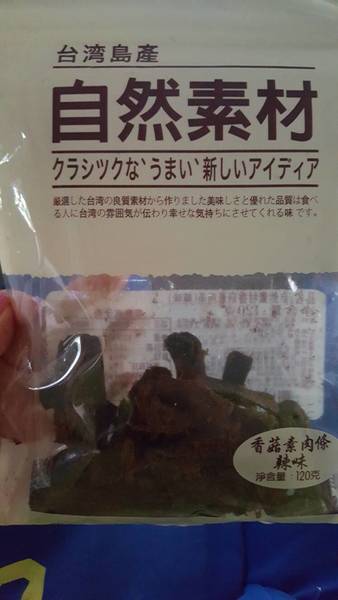 台湾島產
自然素材
クラシツクな`うまい`新しいアイディア
厳選した台湾の良質素材から作りました美味しさと優れた品質は食べ
る人に台湾の雰囲気が伝わり幸せな気持ちにさせてくれる味です。
香菇素肉條
辣味
淨含量:120克